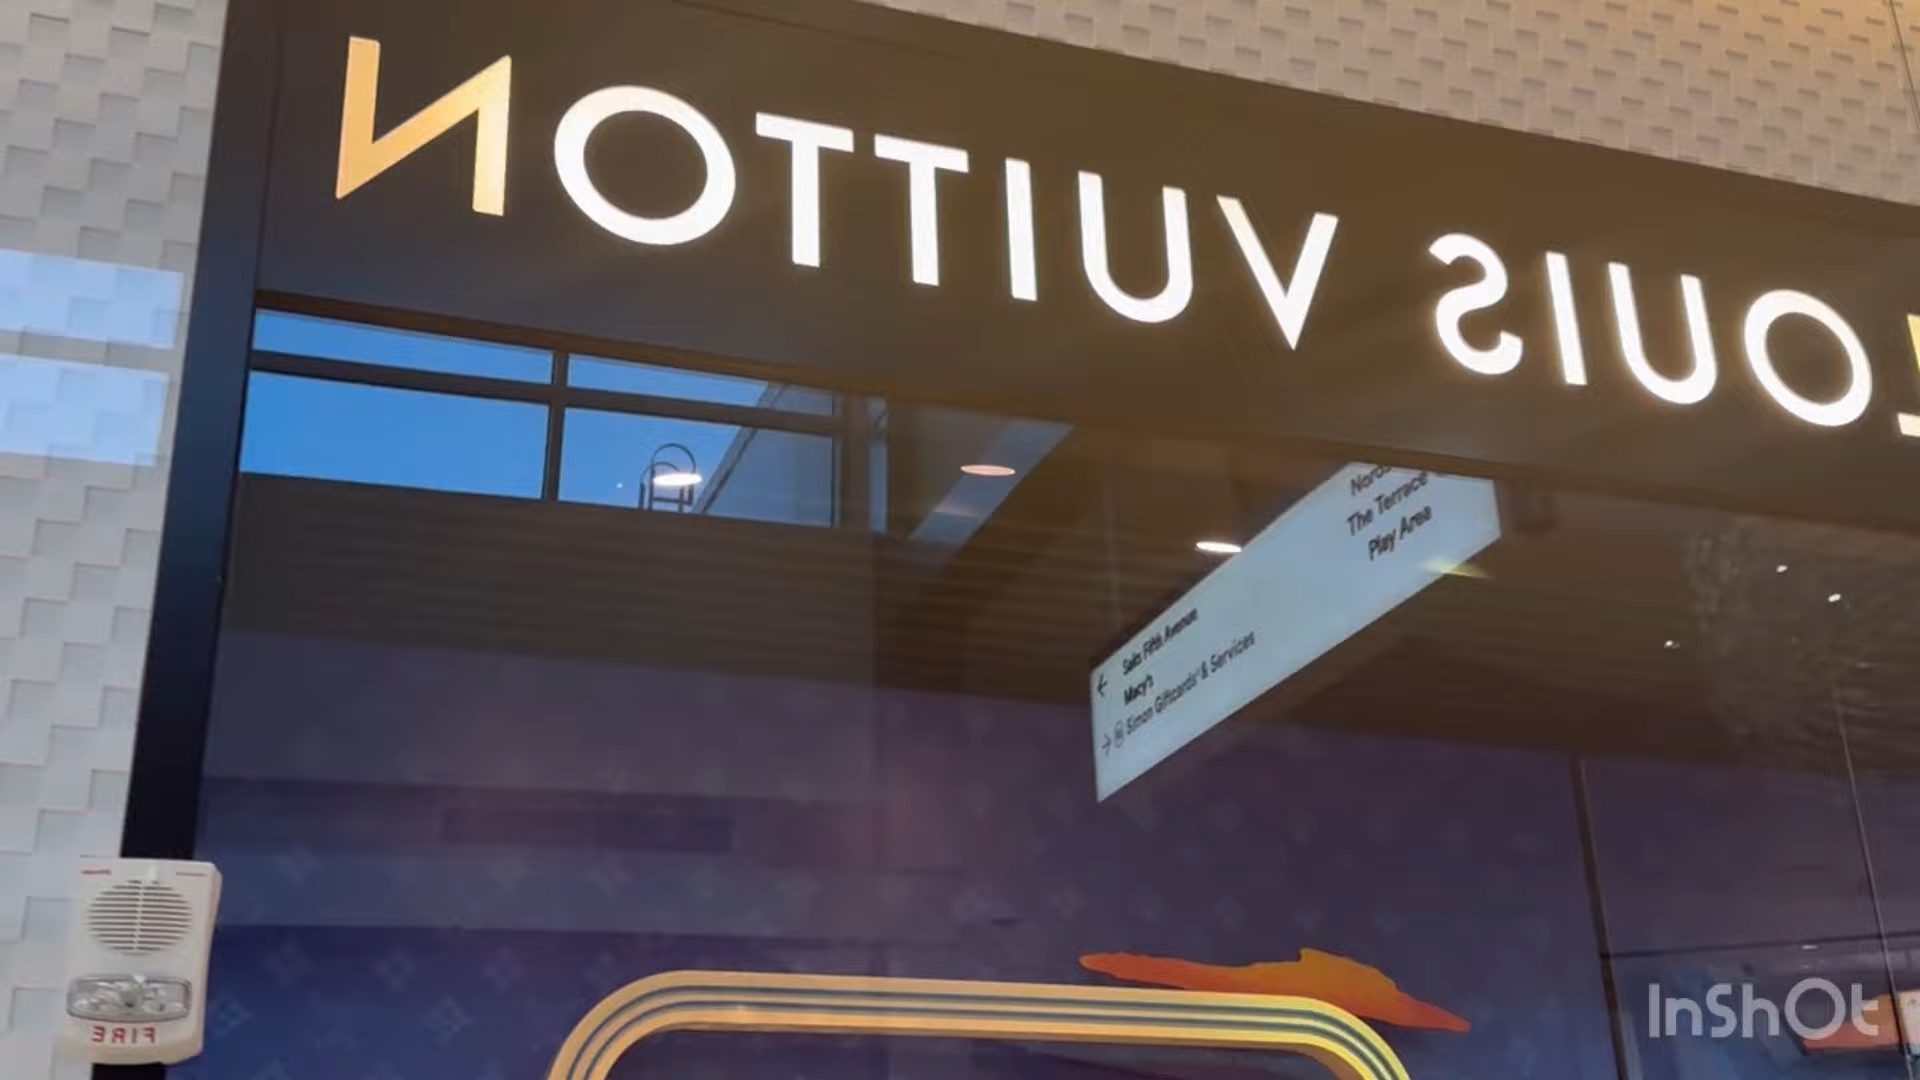 LOUIS VUITTON
The Terrace
Play Area
← Saks Fifth Avenue
Macy's
→ Simon Giftcards & Services
FIRE
InShOt